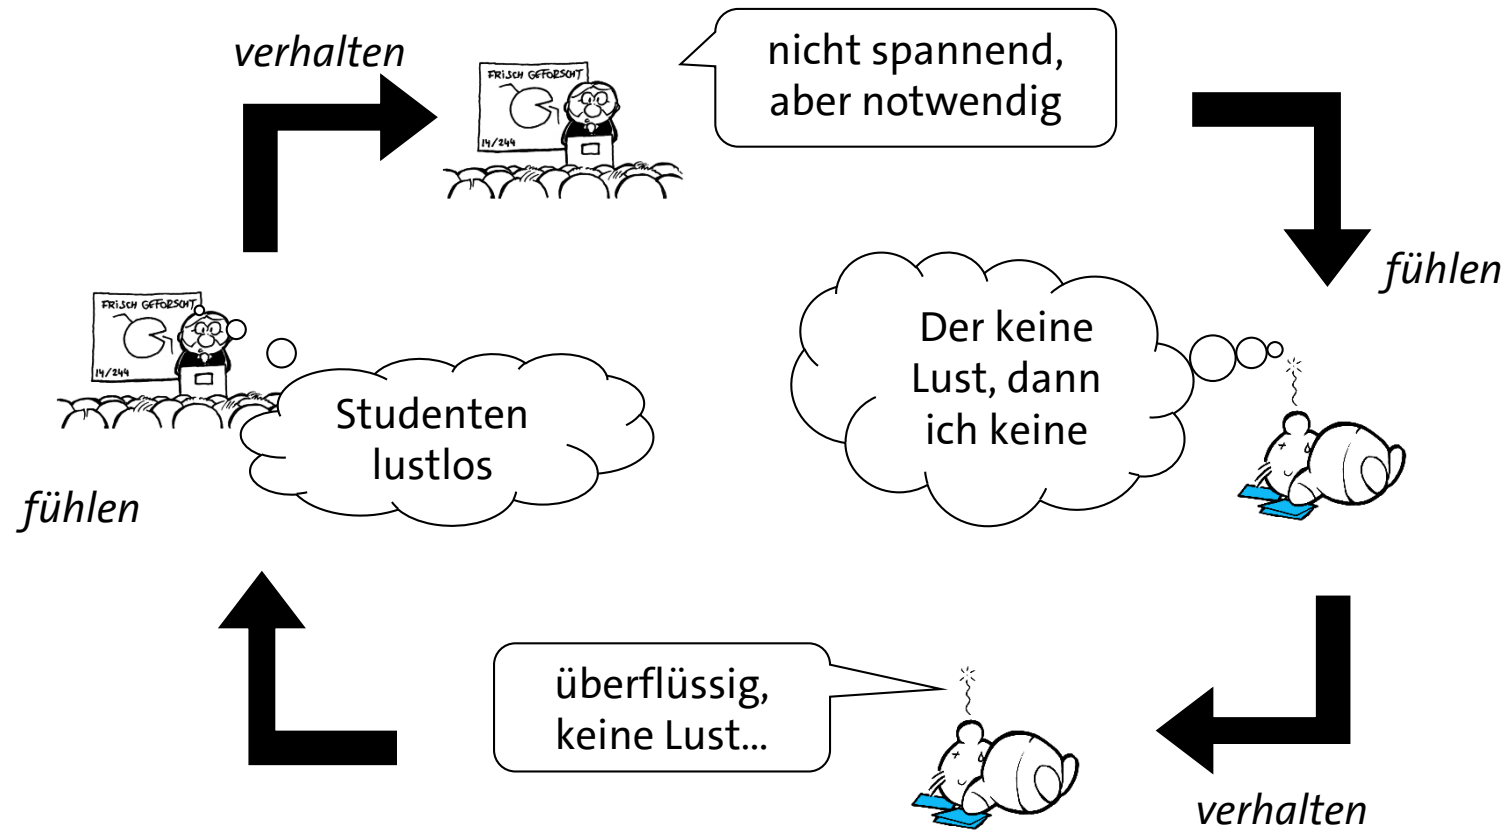 verhalten
FRISCH GEFORSCHT
14/244
nicht spannend,
aber notwendig
fühlen
Der keine
Lust, dann
ich keine
FRISCH GEFORSCHT
14/244
Studenten
lustlos
fühlen
überflüssig,
keine Lust...
verhalten